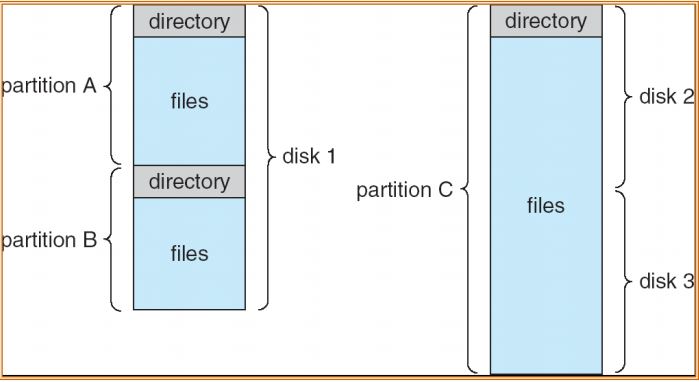 directory
partition A
files
disk 1
directory
partition B
files
directory
disk 2
partition C
files
disk 3